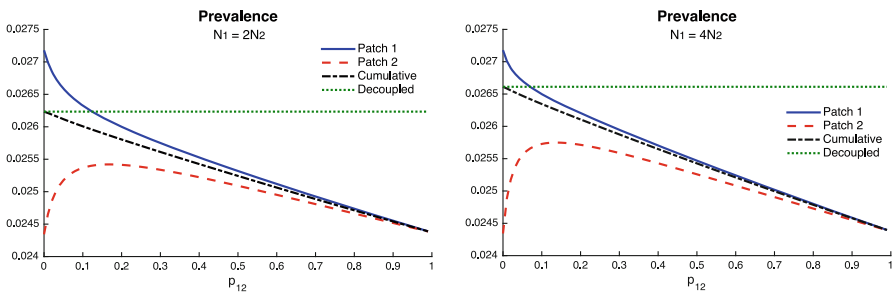 Prevalence
N1 = 2N2
0.0275
0.027
0.0265
0.026
0.0255
0.025
0.0245
0.024
Patch 1
Patch 2
Cumulative
Decoupled
0 0.1 0.2 0.3 0.4 0.5 0.6 0.7 0.8 0.9 1
p12
Prevalence
N1 = 4N2
0.0275
0.027
0.0265
0.026
0.0255
0.025
0.0245
0.024
Patch 1
Patch 2
Cumulative
Decoupled
0 0.1 0.2 0.3 0.4 0.5 0.6 0.7 0.8 0.9 1
p12